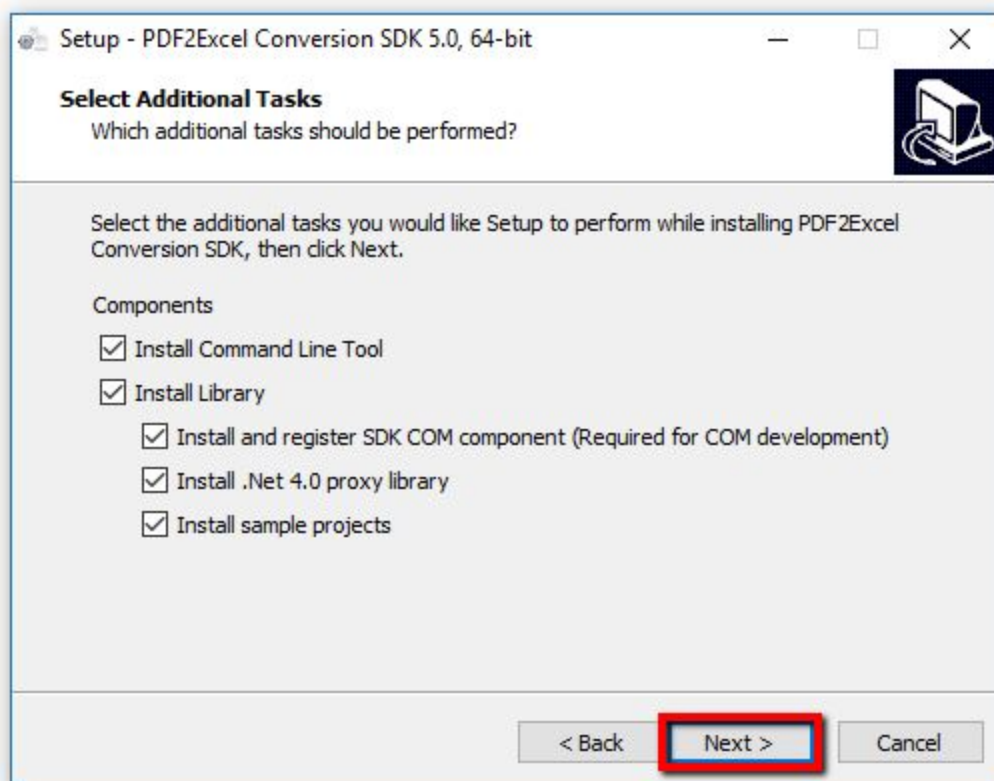 Setup - PDF2Excel Conversion SDK 5.0, 64-bit
Select Additional Tasks
Which additional tasks should be performed?
Select the additional tasks you would like Setup to perform while installing PDF2Excel
Conversion SDK, then click Next.
Components
Install Command Line Tool
Install Library
Install and register SDK COM component (Required for COM development)
Install .Net 4.0 proxy library
Install sample projects
< Back Next > Cancel